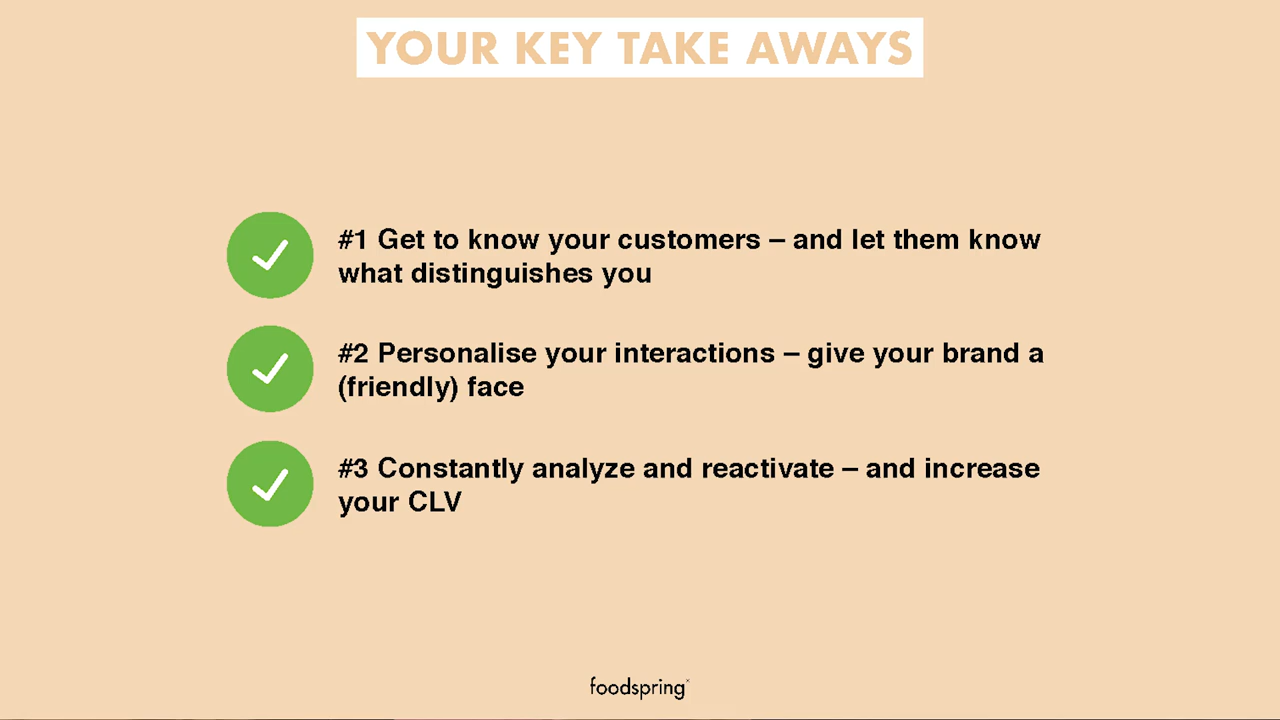 YOUR KEY TAKE AWAYS
#1 Get to know your customers – and let them know
what distinguishes you
#2 Personalise your interactions – give your brand a
(friendly) face
#3 Constantly analyze and reactivate – and increase
your CLV
foodspring